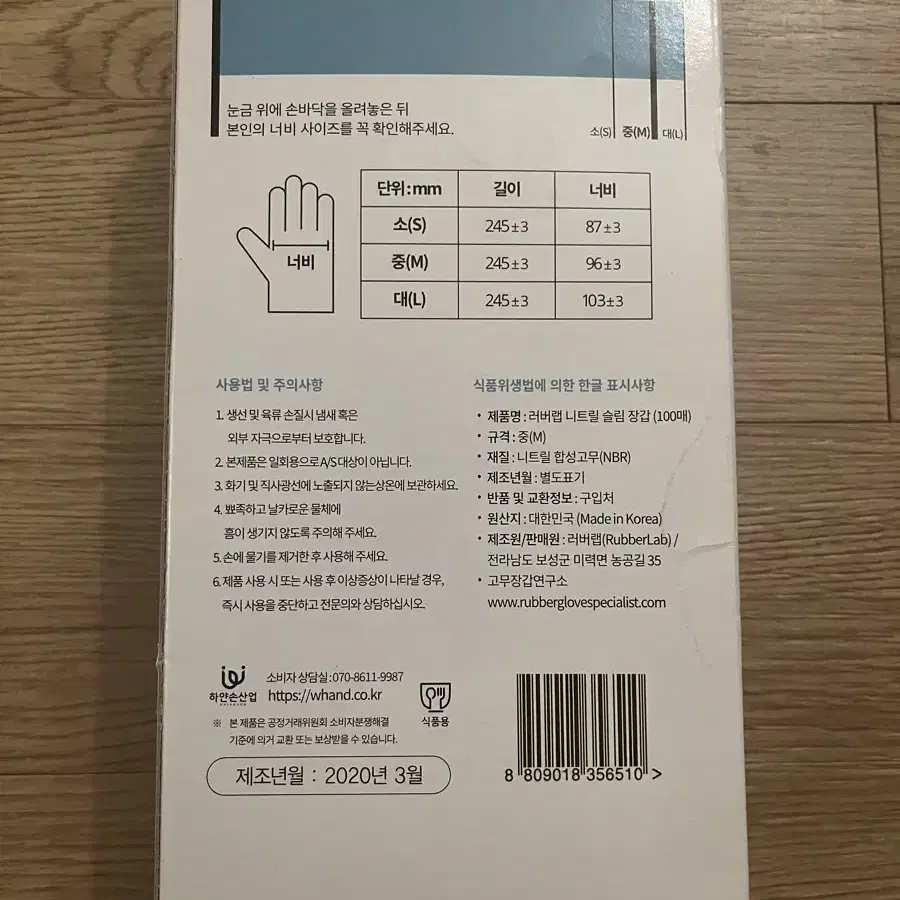 눈금 위에 손바닥을 올려놓은 뒤
본인의 너비 사이즈를 꼭 확인해주세요.
소(S) 중(M) 대(L)
너비
단위:mm 길이 너비
소(S) 245±3 87±3
중(M) 245±3 96±3
대(L) 245±3 103±3
사용법 및 주의사항
1. 생선 및 육류 손질시 냄새 혹은
외부 자극으로부터 보호합니다.
2. 본제품은 일회용으로 A/S 대상이 아닙니다.
3. 화기 및 직사광선에 노출되지 않는 상온에 보관하세요.
4. 뾰족하고 날카로운 물체에
흠이 생기지 않도록 주의해 주세요.
5. 손에 물기를 제거한 후 사용해 주세요.
6. 제품 사용 시 또는 사용 후 이상증상이 나타날 경우,
즉시 사용을 중단하고 전문의와 상담하십시오.
식품위생법에 의한 한글 표시사항
• 제품명 : 러버랩 니트릴 슬림 장갑 (100매)
• 규격 : 중(M)
• 재질 : 니트릴 합성고무(NBR)
• 제조년월 : 별도표기
• 반품 및 교환정보 : 구입처
• 원산지 : 대한민국 (Made in Korea)
• 제조원/판매원 : 러버랩(RubberLab) /
전라남도 보성군 미력면 농공길 35
• 고무장갑연구소
www.rubberglovespecialist.com
하얀손산업
소비자 상담실 : 070-8611-9987
https://whand.co.kr
식품용
※ 본 제품은 공정거래위원회 소비자분쟁해결
기준에 의거 교환 또는 보상받을 수 있습니다.
제조년월 : 2020년 3월
8 809018 356510 >